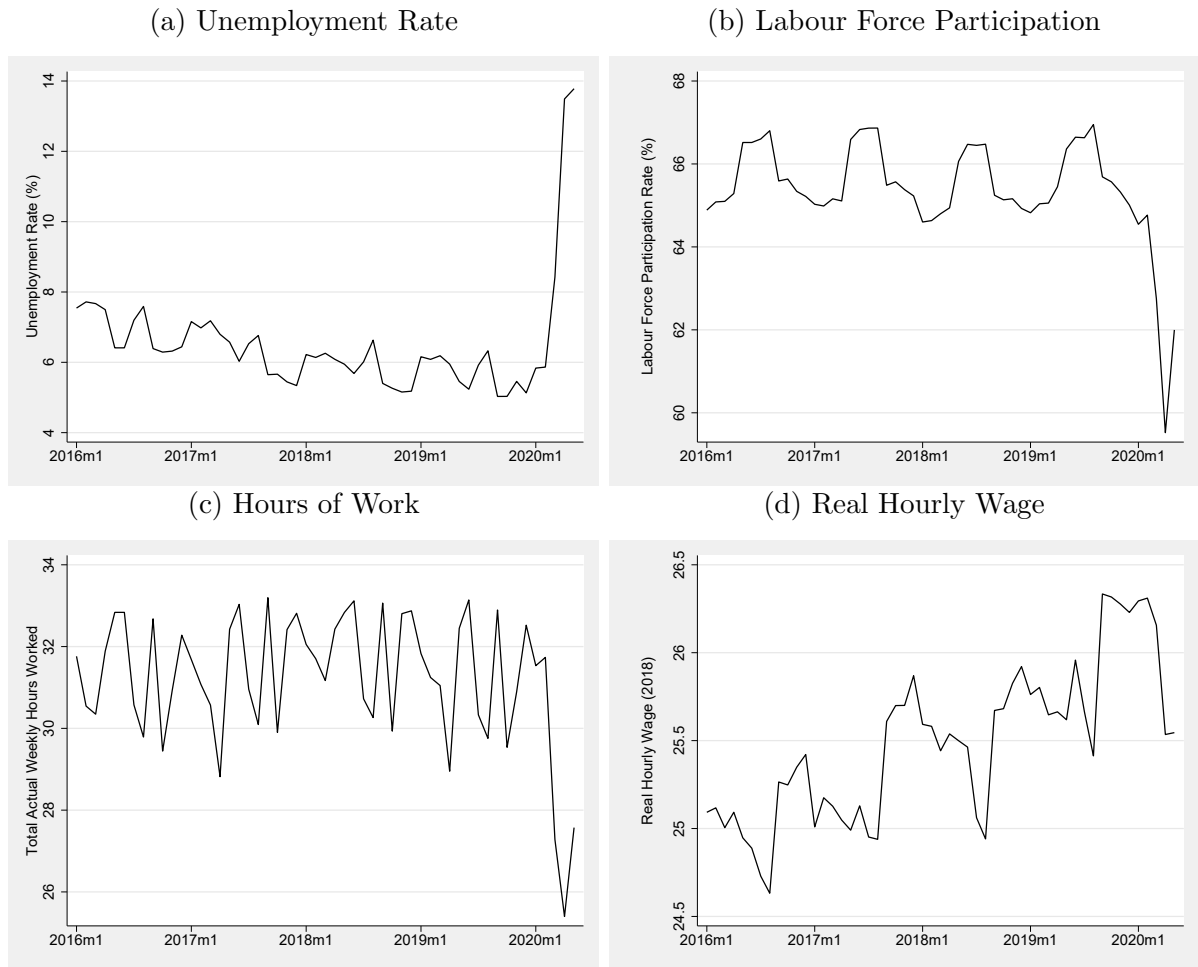 (a) Unemployment Rate
(b) Labour Force Participation
Unemployment Rate (%)
14
12
10
8
6
4
2016m1 2017m1 2018m1 2019m1 2020m1
Labour Force Participation Rate (%)
68
66
64
62
60
2016m1 2017m1 2018m1 2019m1 2020m1
(c) Hours of Work
(d) Real Hourly Wage
Total Actual Weekly Hours Worked
34
32
30
28
26
2016m1 2017m1 2018m1 2019m1 2020m1
Real Hourly Wage (2018)
26.5
26
25.5
25
24.5
2016m1 2017m1 2018m1 2019m1 2020m1